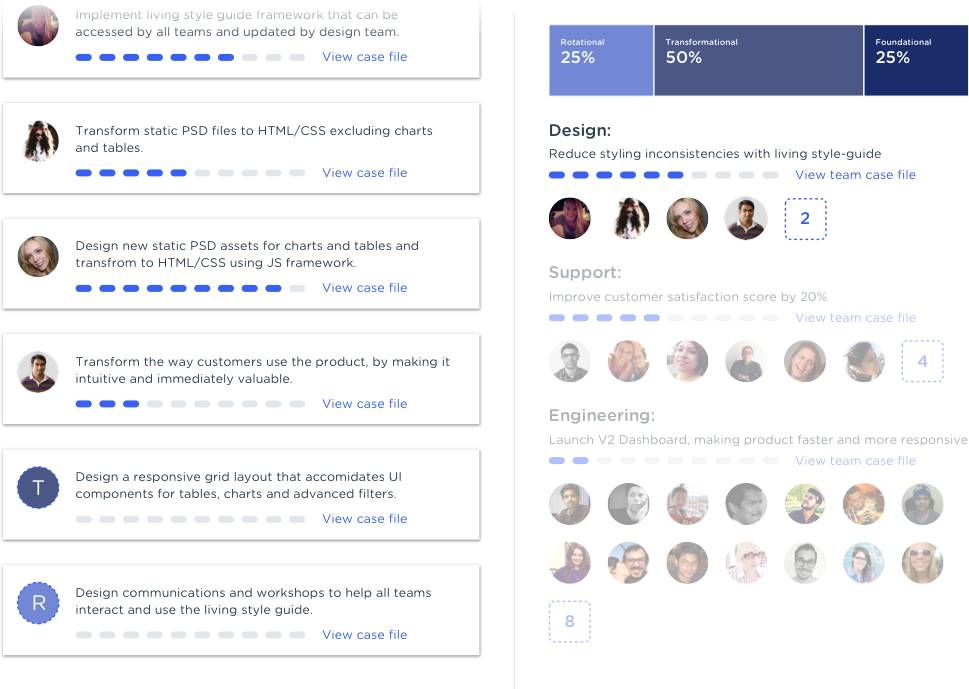 Implement living style guide framework that can be
accessed by all teams and updated by design team.
View case file
Transform static PSD files to HTML/CSS excluding charts
and tables.
View case file
Design new static PSD assets for charts and tables and
transfrom to HTML/CSS using JS framework.
View case file
Transform the way customers use the product, by making it
intuitive and immediately valuable.
View case file
T
Design a responsive grid layout that accomidates UI
components for tables, charts and advanced filters.
View case file
R
Design communications and workshops to help all teams
interact and use the living style guide.
View case file
Rotational
25%
Transformational
50%
Foundational
25%
Design:
Reduce styling inconsistencies with living style-guide
View team case file
2
Support:
Improve customer satisfaction score by 20%
View team case file
4
Engineering:
Launch V2 Dashboard, making product faster and more responsive
View team case file
8